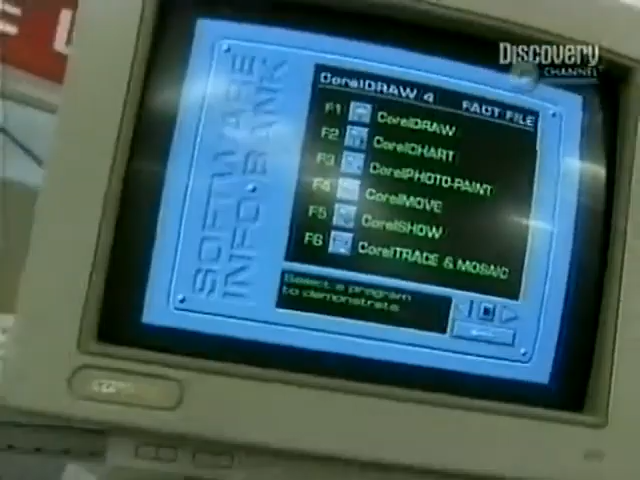 Discovery
CHANNEL
SOFTWARE
INFO·BANK
CorelDRAW 4 FACT FILE
F1 CorelDRAW
F2 CorelCHART
F3 CorelPHOTO-PAINT
F4 CorelMOVE
F5 CorelSHOW
F6 CorelTRACE & MOSAIC
Select a program
to demonstrate